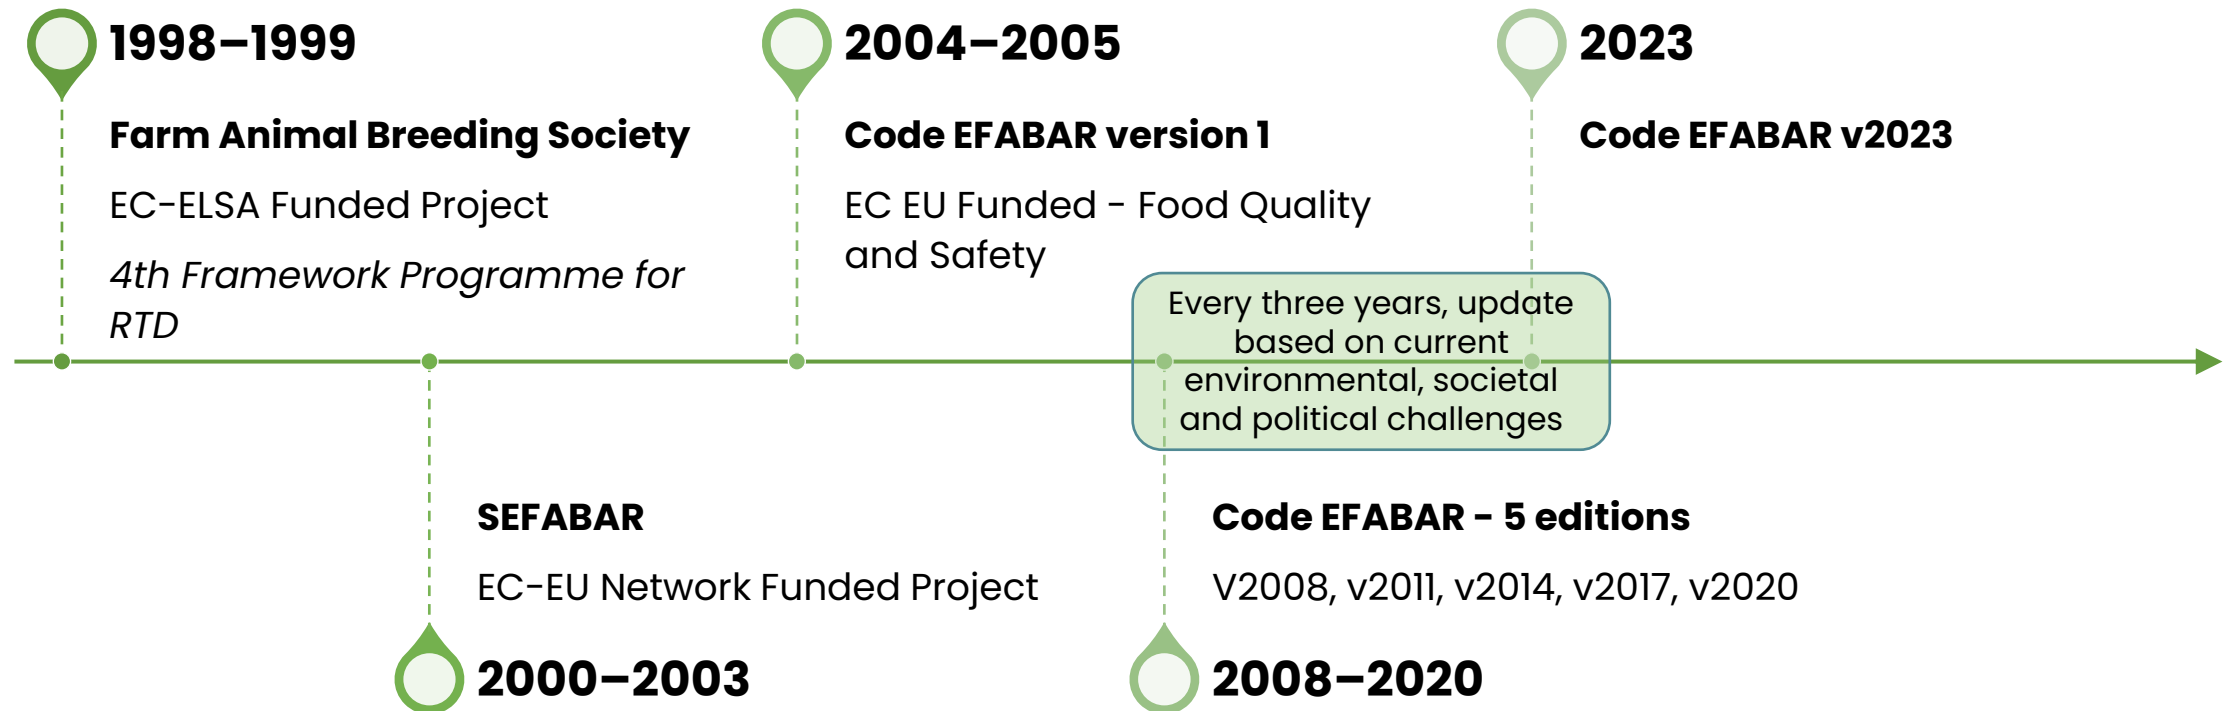 1998–1999
Farm Animal Breeding Society
EC-ELSA Funded Project
4th Framework Programme for
RTD
2004–2005
Code EFABAR version 1
EC EU Funded - Food Quality
and Safety
2023
Code EFABAR v2023
Every three years, update
based on current
environmental, societal
and political challenges
SEFABAR
EC-EU Network Funded Project
2000–2003
Code EFABAR - 5 editions
V2008, v2011, v2014, v2017, v2020
2008–2020